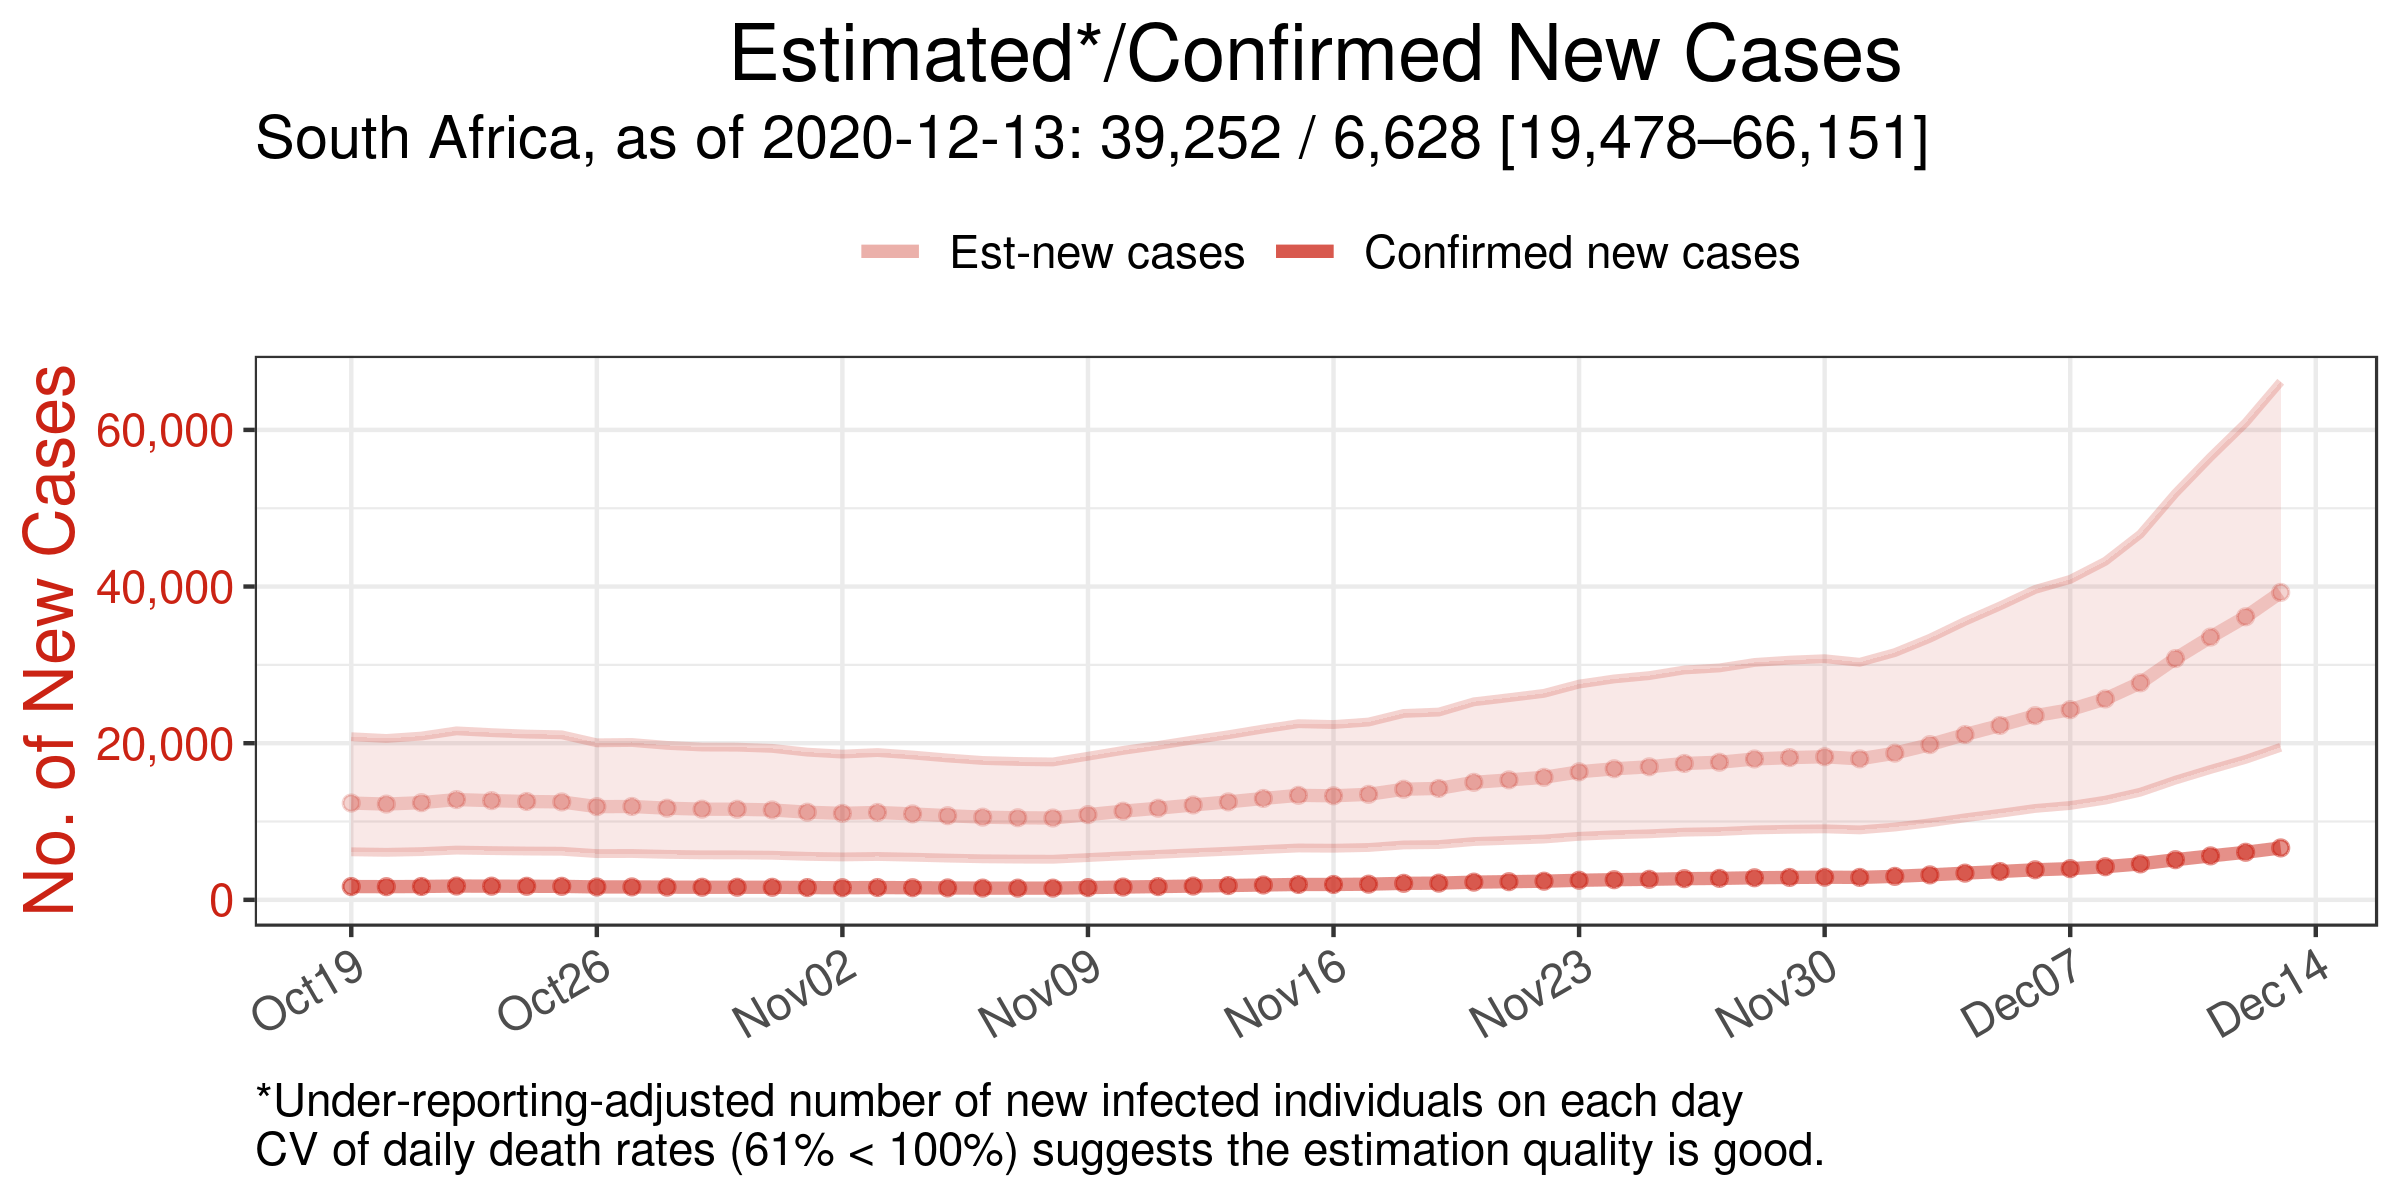 Estimated*/Confirmed New Cases
South Africa, as of 2020-12-13: 39,252 / 6,628 [19,478–66,151]
Est-new cases Confirmed new cases
No. of New Cases
60,000
40,000
20,000
0
Oct19 Oct26 Nov02 Nov09 Nov16 Nov23 Nov30 Dec07 Dec14
*Under-reporting-adjusted number of new infected individuals on each day
CV of daily death rates (61% < 100%) suggests the estimation quality is good.